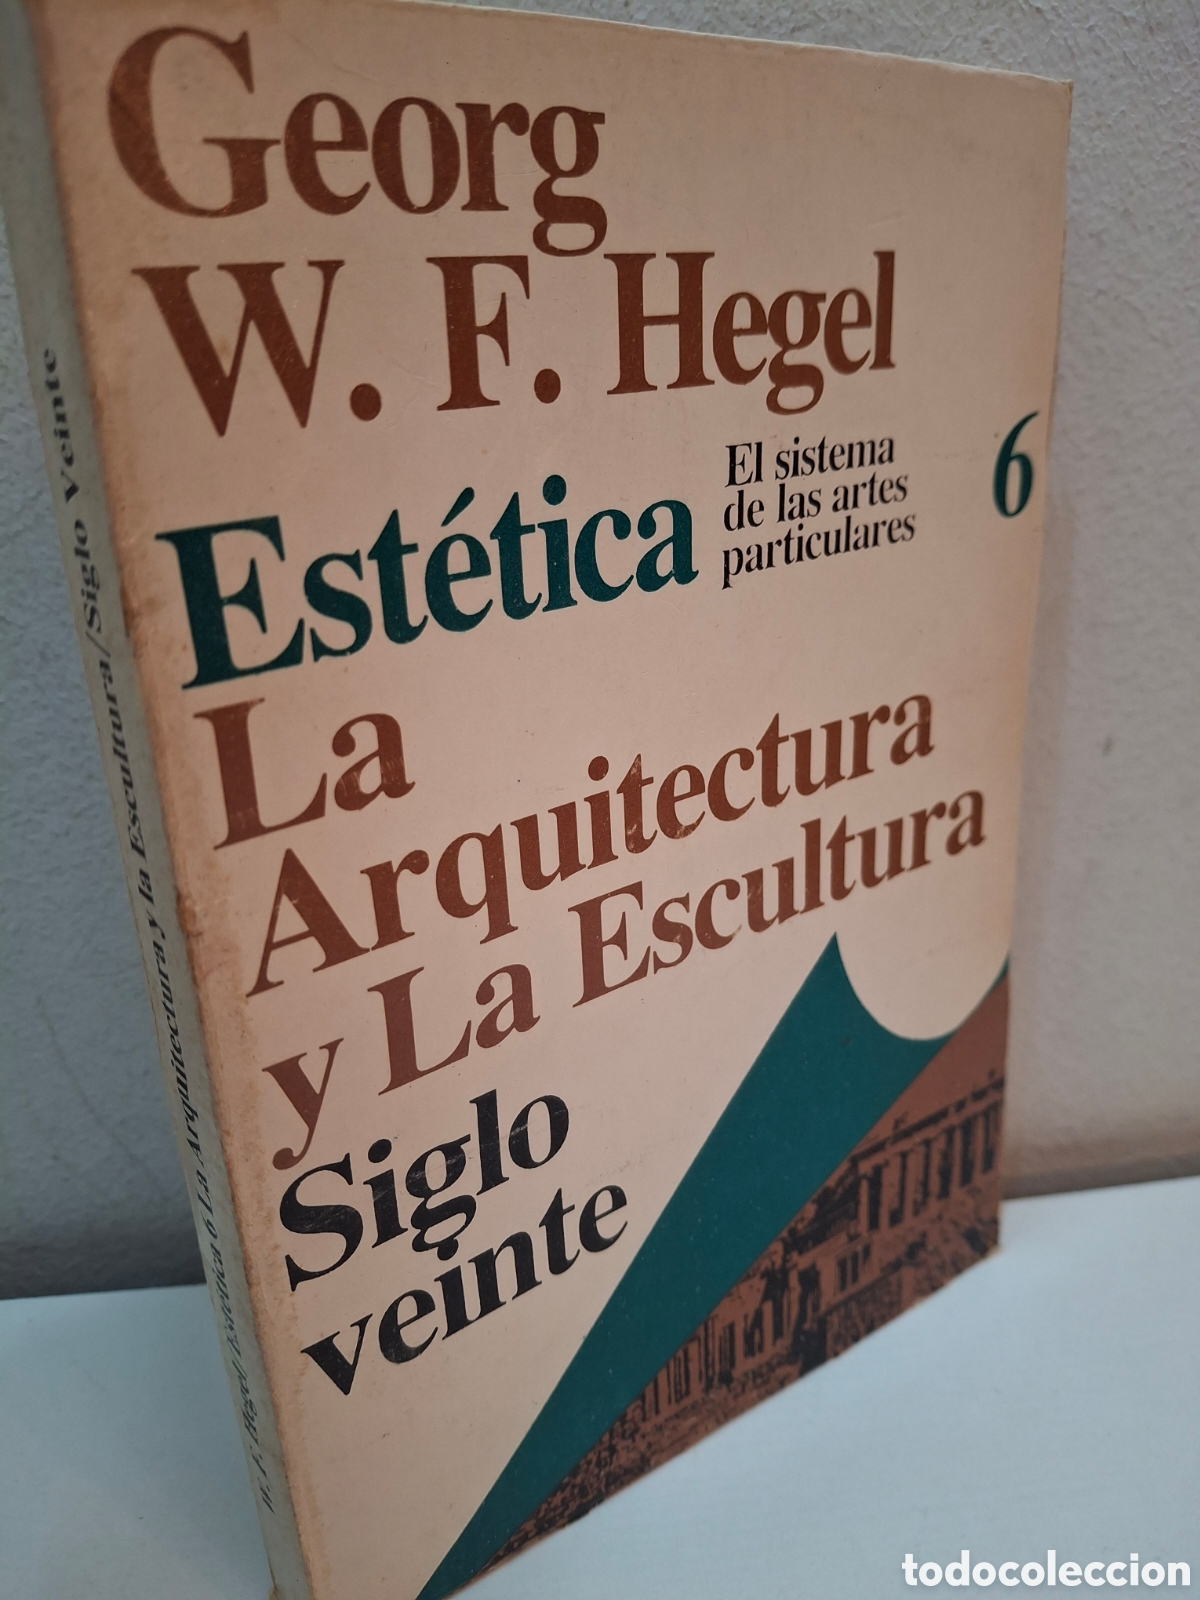 Georg
W. F. Hegel
Estética
El sistema
de las artes
particulares
6
La
Arquitectura
y La Escultura
Siglo
veinte
W. F. Hegel/Estética 6 La Arquitectura y la Escultura/Siglo Veinte
todocoleccion